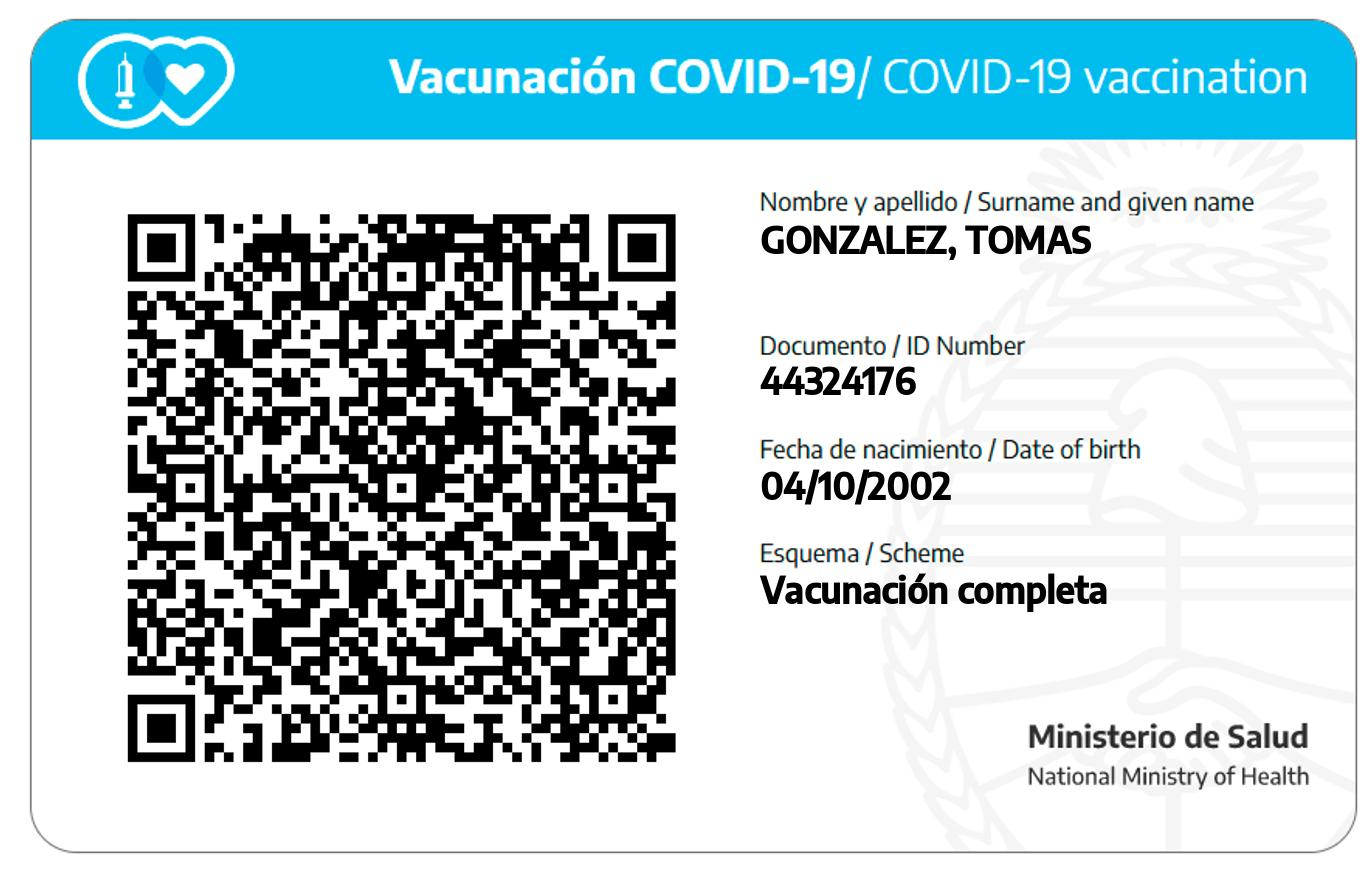 Vacunación COVID-19/ COVID-19 vaccination
Nombre y apellido / Surname and given name
GONZALEZ, TOMAS
Documento / ID Number
44324176
Fecha de nacimiento / Date of birth
04/10/2002
Esquema / Scheme
Vacunación completa
Ministerio de Salud
National Ministry of Health